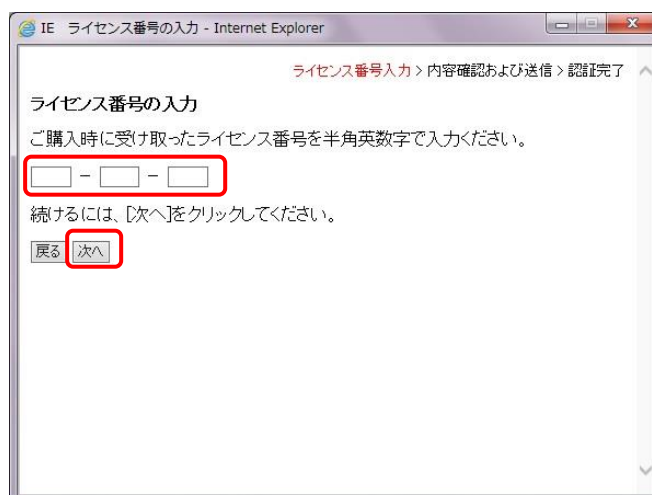 IE ライセンス番号の入力 - Internet Explorer
ライセンス番号入力 > 内容確認および送信 > 認証完了
ライセンス番号の入力
ご購入時に受け取ったライセンス番号を半角英数字で入力ください。
- -
続けるには、[次へ]をクリックしてください。
戻る 次へ